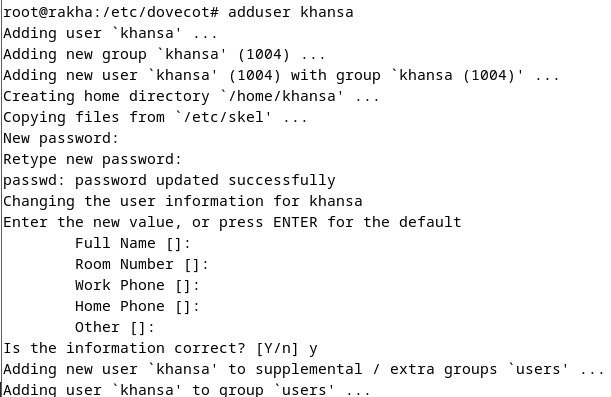 root@rakha:/etc/dovecot# adduser khansa
Adding user `khansa' ...
Adding new group `khansa' (1004) ...
Adding new user `khansa' (1004) with group `khansa (1004)' ...
Creating home directory `/home/khansa' ...
Copying files from `/etc/skel' ...
New password:
Retype new password:
passwd: password updated successfully
Changing the user information for khansa
Enter the new value, or press ENTER for the default
        Full Name []:
        Room Number []:
        Work Phone []:
        Home Phone []:
        Other []:
Is the information correct? [Y/n] y
Adding new user `khansa' to supplemental / extra groups `users' ...
Adding user `khansa' to group `users' ...